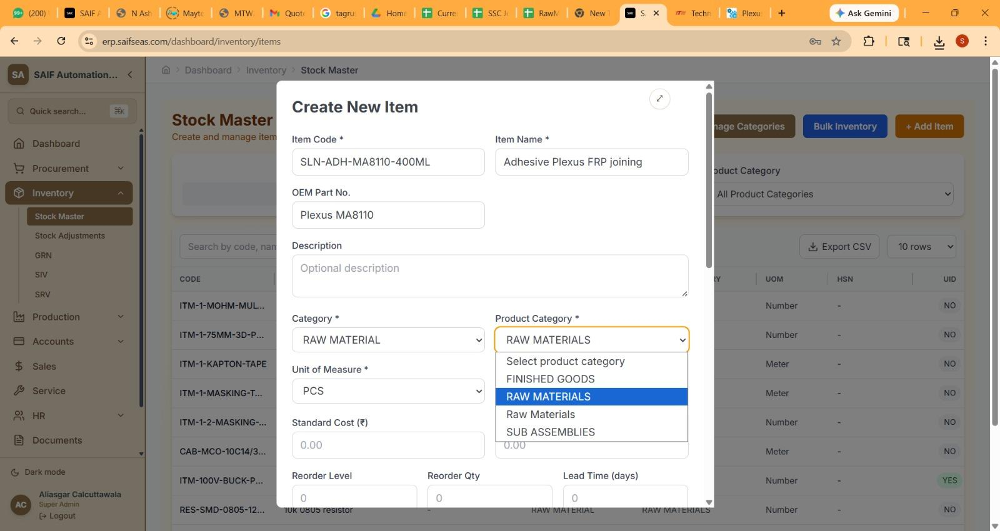 99+ (200)
SAIF A
N Ash
Mayte
MTW.
Quote
tagrus
Home
Curre
SSC Je
RawM
New T
S.
Techn
Plexus
Ask Gemini
erp.saifseas.com/dashboard/inventory/items
S
SA SAIF Automation...
Dashboard Inventory Stock Master
Quick search... ⌘K
Dashboard
Procurement
Inventory
Stock Master
Stock Adjustments
GRN
SIV
SRV
Production
Accounts
Sales
Service
HR
Documents
Dark mode
AC Aliasgar Calcuttawala
Super Admin
Logout
Stock Master
Create and manage item
nage Categories Bulk Inventory + Add Item
oduct Category
All Product Categories
Search by code, nam
Export CSV 10 rows
CODE RY UOM HSN UID
ITM-1-MOHM-MUL... Number - NO
ITM-1-75MM-3D-P... Number - NO
ITM-1-KAPTON-TAPE Meter - NO
ITM-1-MASKING-T... Meter - NO
ITM-1-2-MASKING-... Number - NO
CAB-MCO-10C14/3... Meter - NO
ITM-100V-BUCK-P... Number - YES
RES-SMD-0805-12... 10k 0805 resistor - RAW MATERIAL RAW MATERIALS Number - NO
Create New Item
Item Code * Item Name *
SLN-ADH-MA8110-400ML Adhesive Plexus FRP joining
OEM Part No.
Plexus MA8110
Description
Optional description
Category * Product Category *
RAW MATERIAL RAW MATERIALS
Select product category
FINISHED GOODS
RAW MATERIALS
Raw Materials
SUB ASSEMBLIES
Unit of Measure *
PCS
Standard Cost (₹)
0.00 0.00
Reorder Level Reorder Qty Lead Time (days)
0 0 0